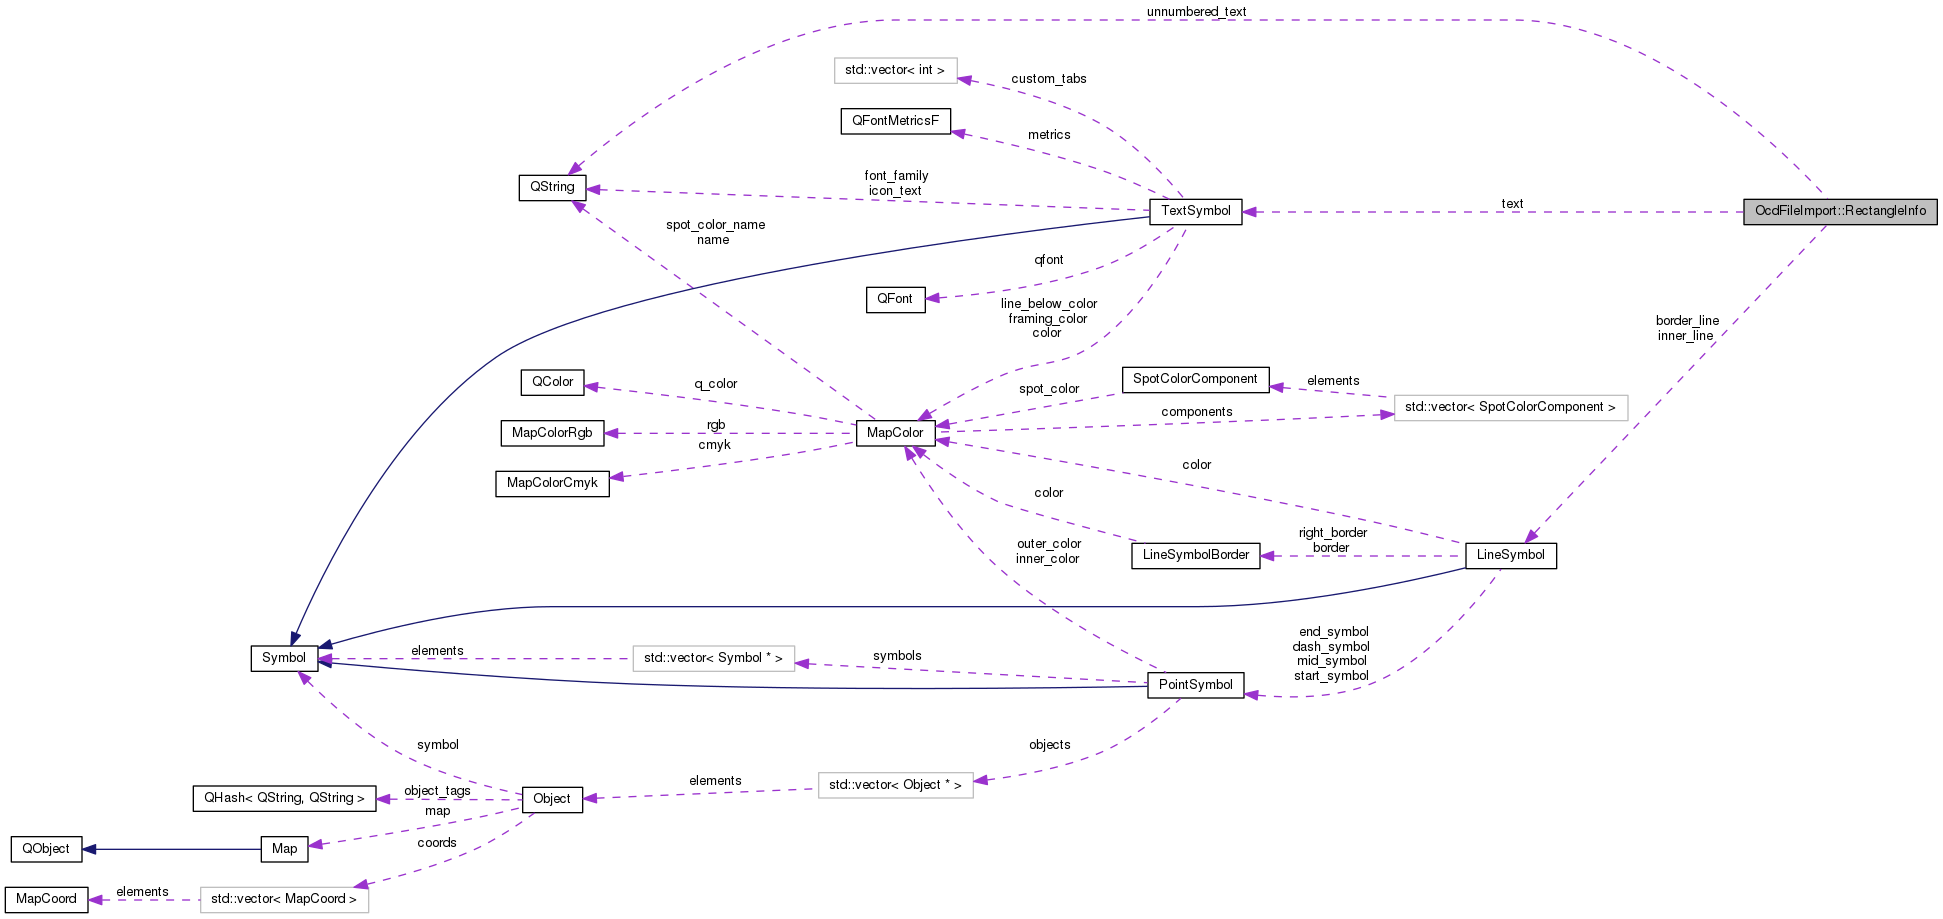 unnumbered_text
std::vector< int >
custom_tabs
QFontMetricsF
metrics
QString
font_family
icon_text
TextSymbol
text
OcdFileImport::RectangleInfo
spot_color_name
name
qfont
QFont
line_below_color
framing_color
color
border_line
inner_line
QColor
q_color
spot_color
SpotColorComponent
elements
std::vector< SpotColorComponent >
components
MapColorRgb
rgb
MapColor
cmyk
MapColorCmyk
color
color
outer_color
inner_color
LineSymbolBorder
right_border
border
LineSymbol
end_symbol
dash_symbol
mid_symbol
start_symbol
Symbol
elements
std::vector< Symbol * >
symbols
PointSymbol
symbol
objects
QHash< QString, QString >
object_tags
Object
elements
std::vector< Object * >
map
QObject
Map
coords
MapCoord
elements
std::vector< MapCoord >